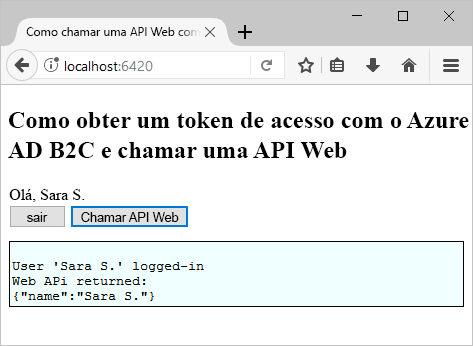 Como chamar uma API Web com
localhost:6420
Como obter um token de acesso com o Azure
AD B2C e chamar uma API Web
Olá, Sara S.
sair Chamar API Web
User 'Sara S.' logged-in
Web APi returned:
{"name":"Sara S."}